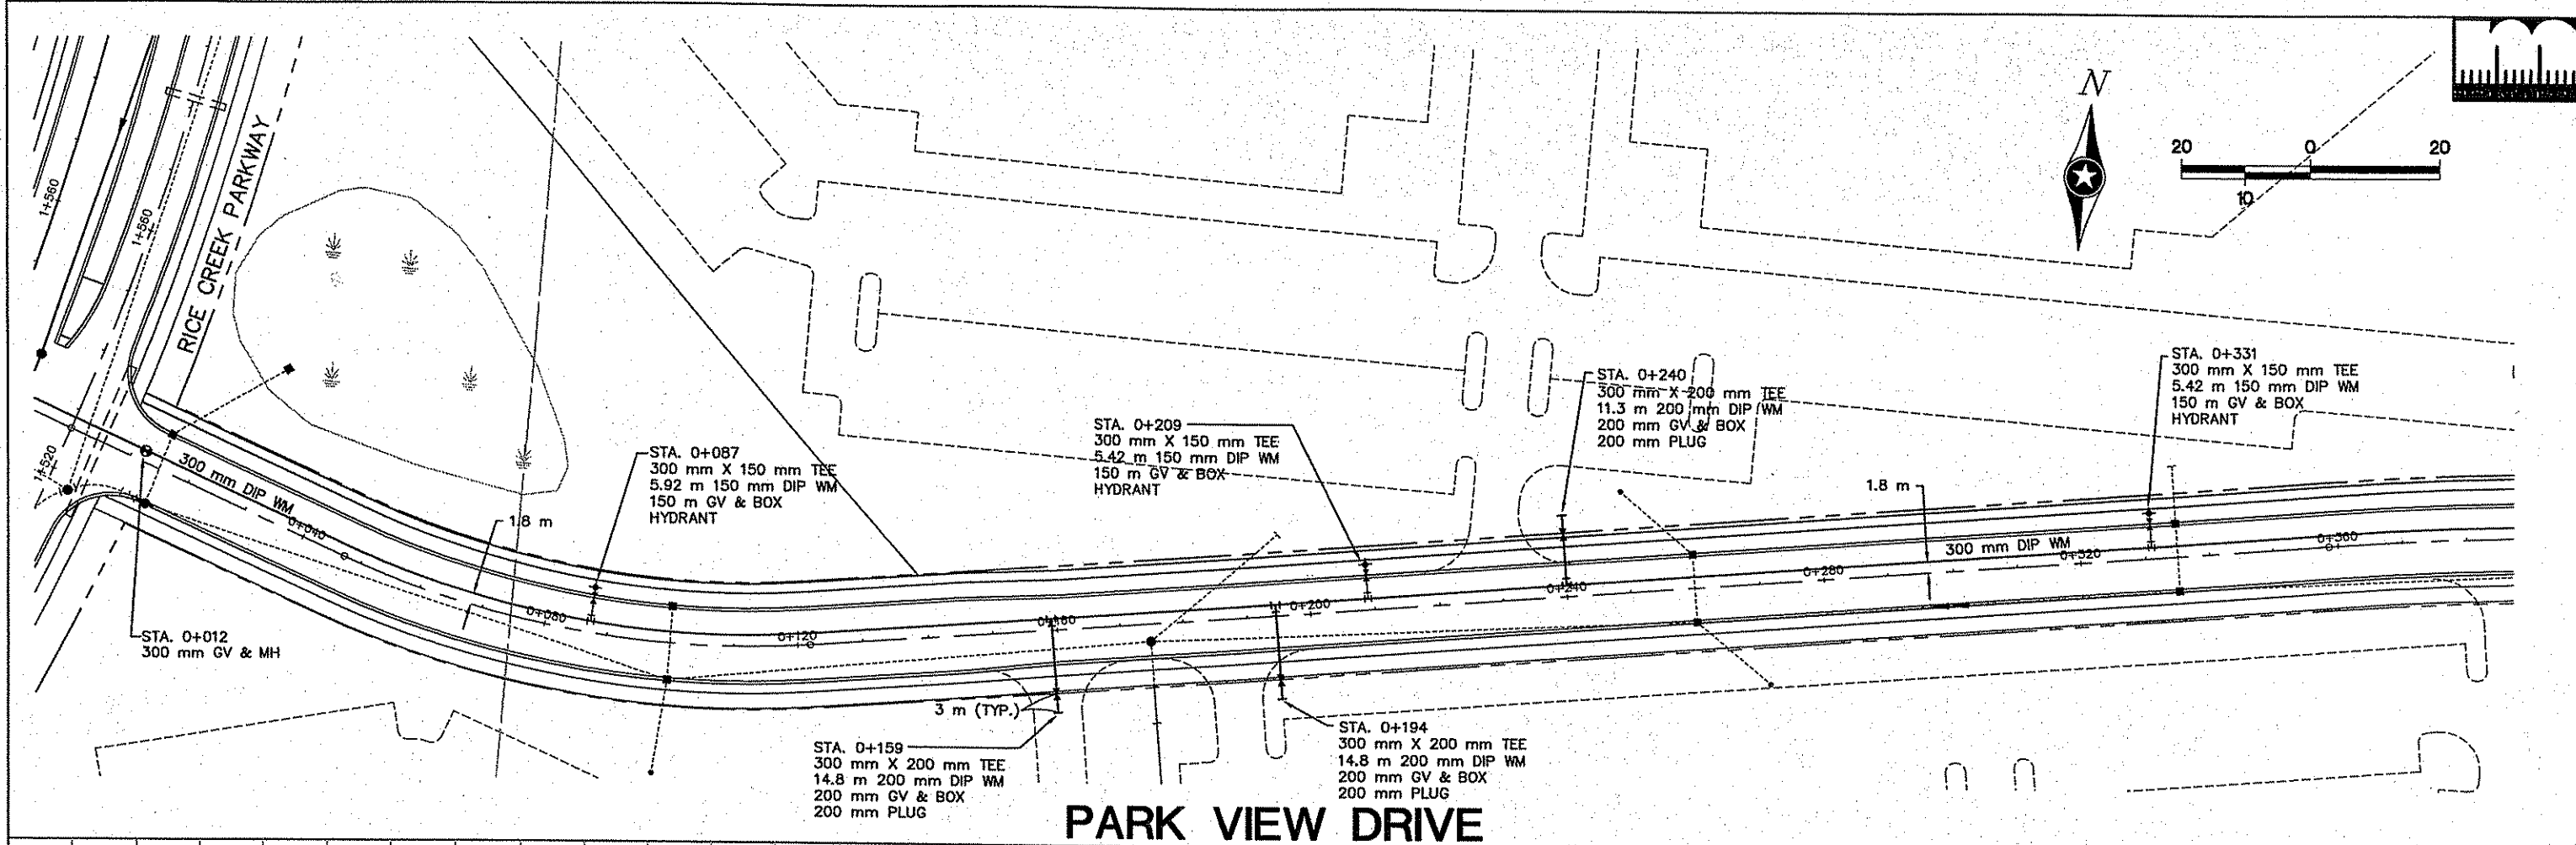 N
20 0 20
10
1+560
1+560
RICE CREEK PARKWAY
1+520
300 mm DIP WM
0+040
STA. 0+012
300 mm GV & MH
1.8 m
0+080
STA. 0+087
300 mm X 150 mm TEE
5.92 m 150 mm DIP WM
150 m GV & BOX
HYDRANT
0+120
0+160
STA. 0+159
300 mm X 200 mm TEE
14.8 m 200 mm DIP WM
200 mm GV & BOX
200 mm PLUG
3 m (TYP.)
STA. 0+194
300 mm X 200 mm TEE
14.8 m 200 mm DIP WM
200 mm GV & BOX
200 mm PLUG
0+200
STA. 0+209
300 mm X 150 mm TEE
5.42 m 150 mm DIP WM
150 m GV & BOX
HYDRANT
0+240
STA. 0+240
300 mm X 200 mm TEE
11.3 m 200 mm DIP WM
200 mm GV & BOX
200 mm PLUG
0+280
1.8 m
300 mm DIP WM
0+320
STA. 0+331
300 mm X 150 mm TEE
5.42 m 150 mm DIP WM
150 m GV & BOX
HYDRANT
0+360
PARK VIEW DRIVE